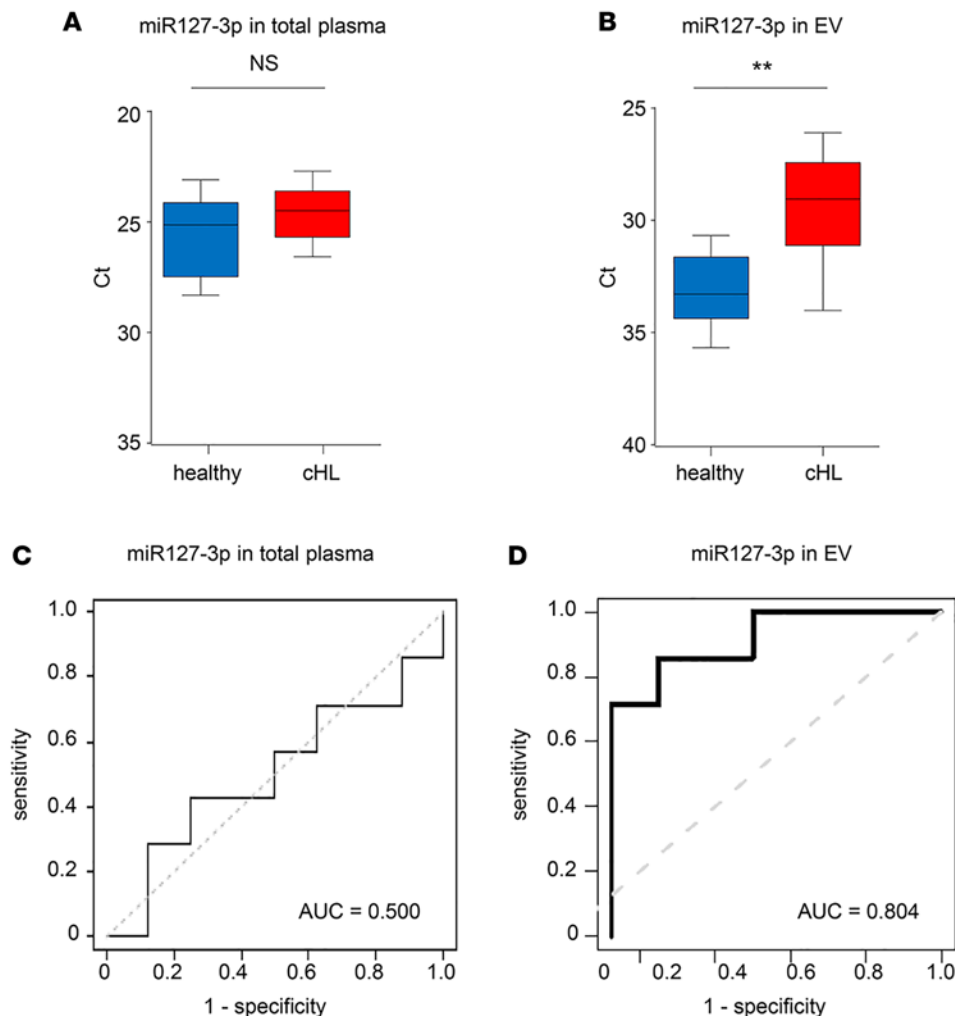 A miR127-3p in total plasma
NS
20
25
30
35
Ct
healthy cHL
B miR127-3p in EV
**
25
30
35
40
Ct
healthy cHL
C miR127-3p in total plasma
1.0
0.8
0.6
0.4
0.2
0
sensitivity
AUC = 0.500
0 0.2 0.4 0.6 0.8 1.0
1 - specificity
D miR127-3p in EV
1.0
0.8
0.6
0.4
0.2
0
sensitivity
AUC = 0.804
0 0.2 0.4 0.6 0.8 1.0
1 - specificity